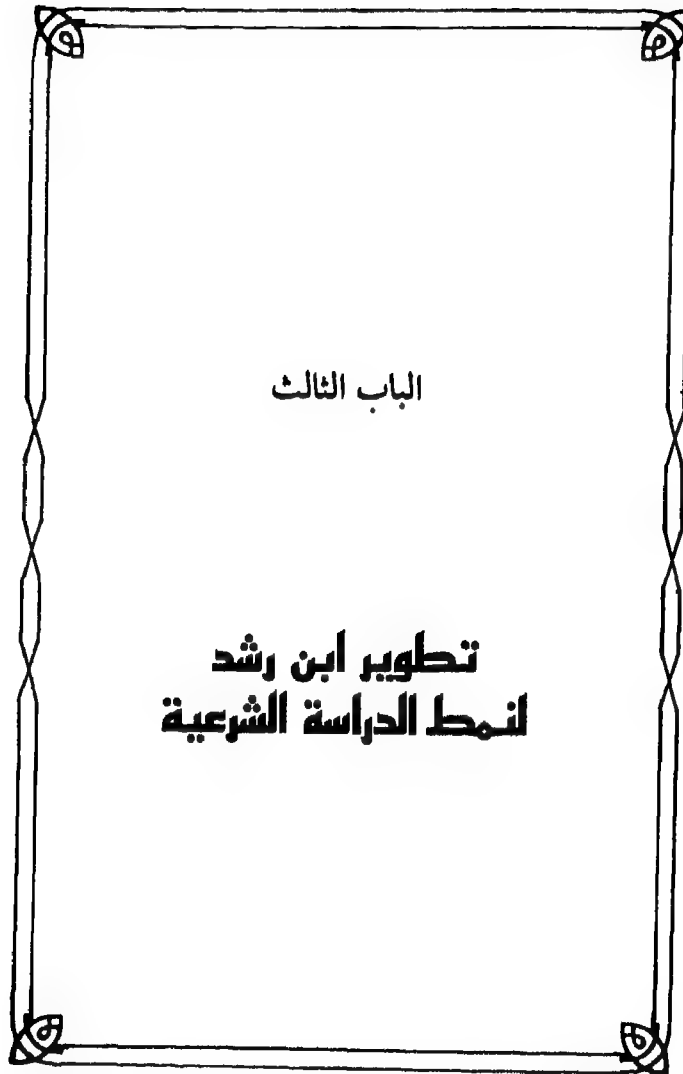 الباب الثالث
تطوير ابن رشد
لنمط الدراسة الشرعية